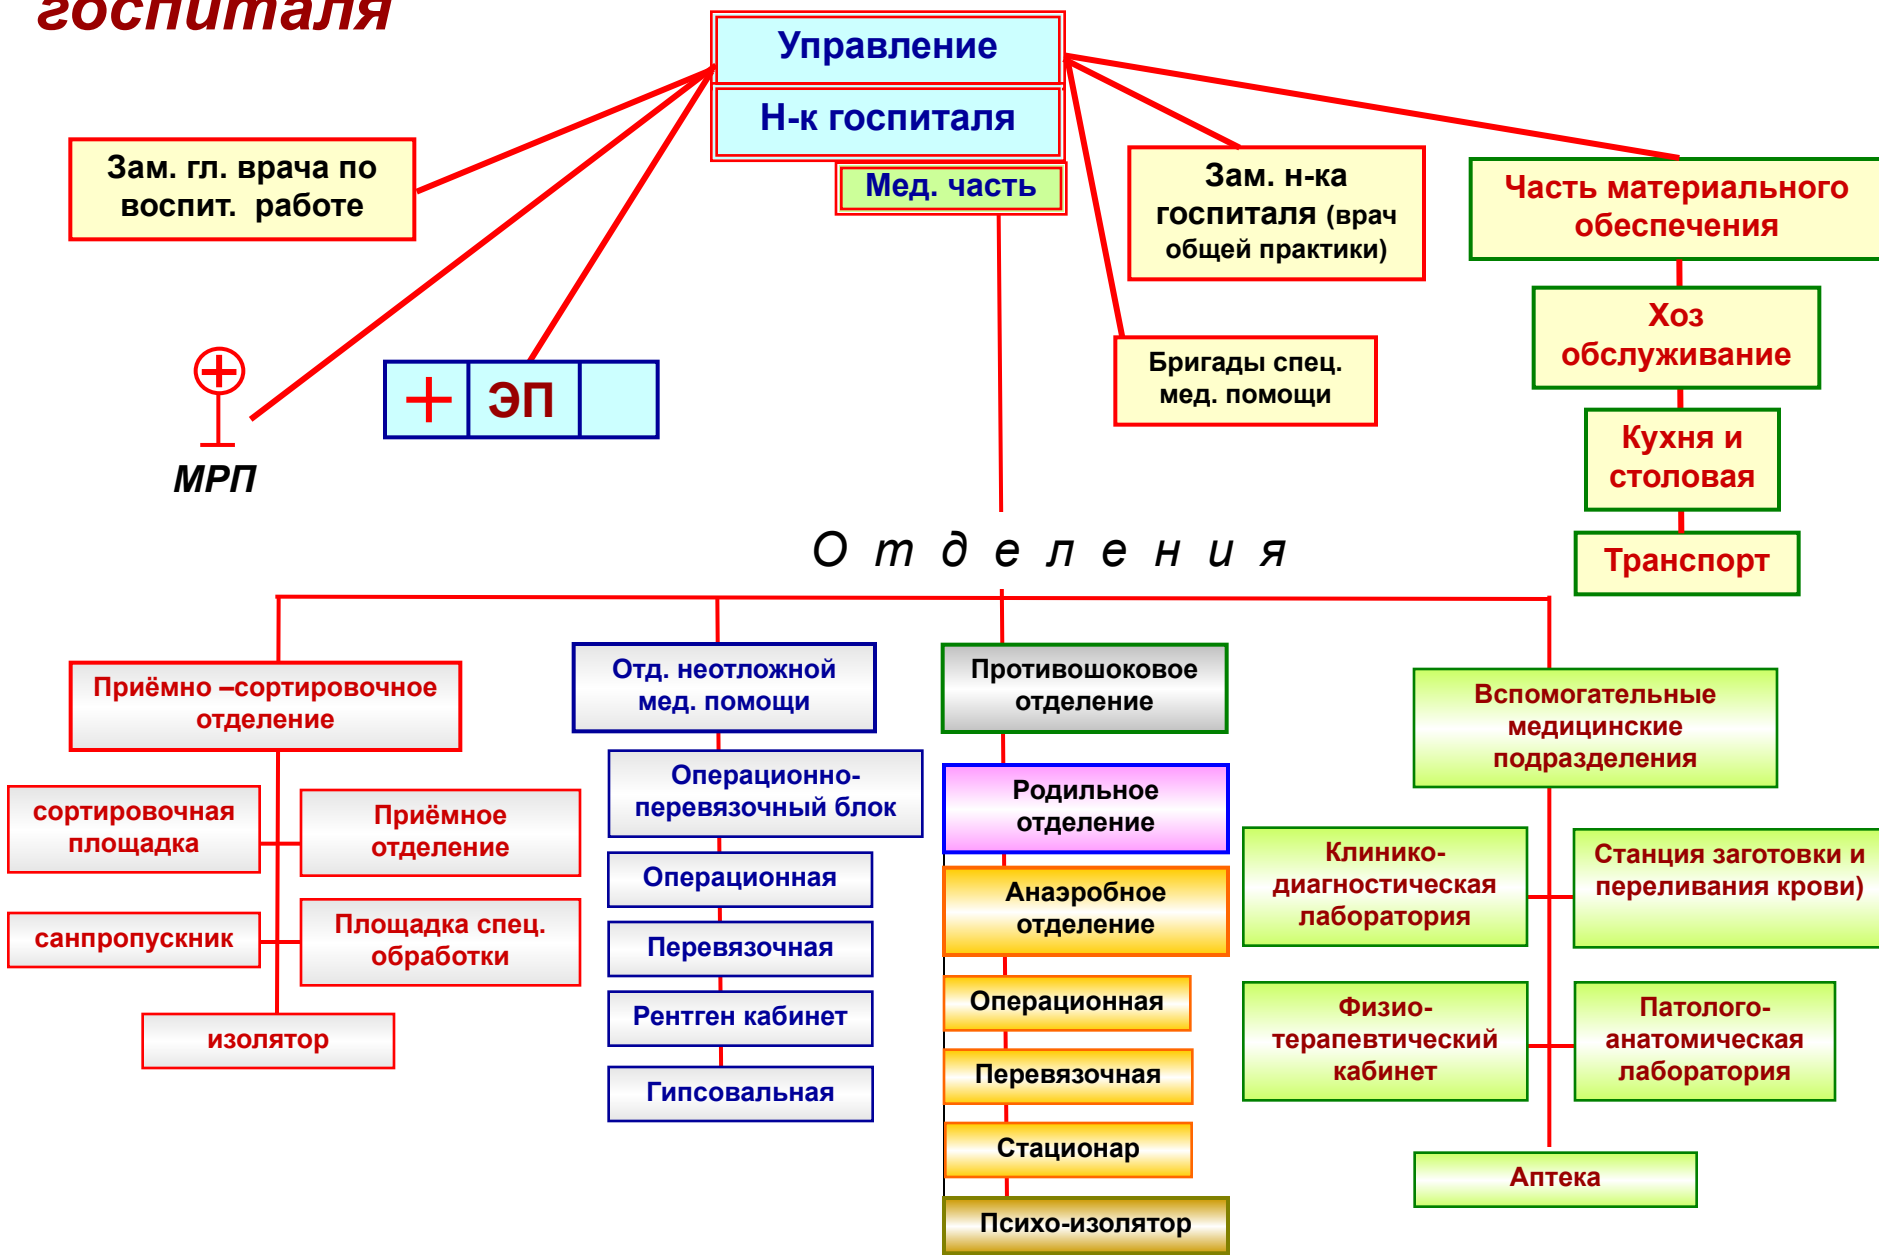 госпиталя
Управление
Н-к госпиталя
Мед. часть
Зам. гл. врача по
воспит. работе
Зам. н-ка
госпиталя (врач
общей практики)
Часть материального
обеспечения
Хоз
обслуживание
Бригады спец.
мед. помощи
ЭП
МРП
Кухня и
столовая
Транспорт
О т д е л е н и я
Приёмно –сортировочное
отделение
сортировочная
площадка
Приёмное
отделение
санпропускник
Площадка спец.
обработки
изолятор
Отд. неотложной
мед. помощи
Операционно-
перевязочный блок
Операционная
Перевязочная
Рентген кабинет
Гипсовальная
Противошоковое
отделение
Родильное
отделение
Анаэробное
отделение
Операционная
Перевязочная
Стационар
Психо-изолятор
Вспомогательные
медицинские
подразделения
Клинико-
диагностическая
лаборатория
Станция заготовки и
переливания крови)
Физио-
терапевтический
кабинет
Патолого-
анатомическая
лаборатория
Аптека